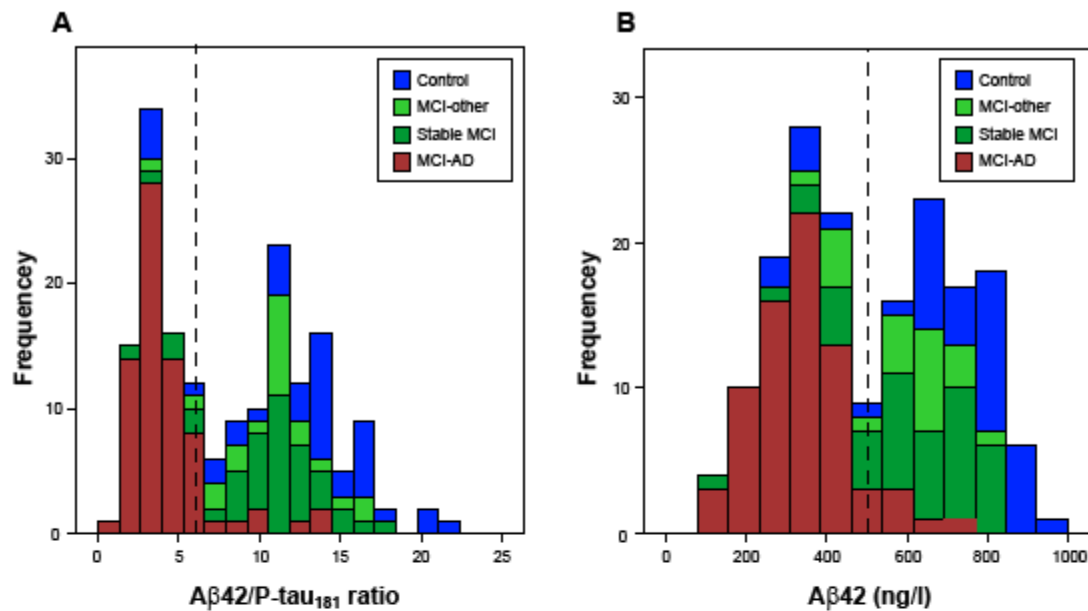 A
Control
MCI-other
Stable MCI
MCI-AD
Frequencey
30
20
10
0
0 5 10 15 20 25
Aβ42/P-tau181 ratio
B
Control
MCI-other
Stable MCI
MCI-AD
Frequencey
30
20
10
0
0 200 400 600 800 1000
Aβ42 (ng/l)